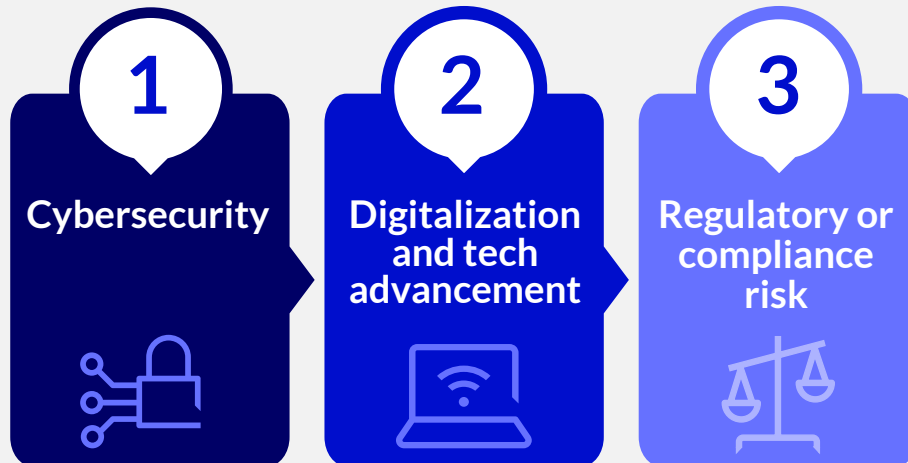 1
Cybersecurity
2
Digitalization
and tech
advancement
3
Regulatory or
compliance
risk